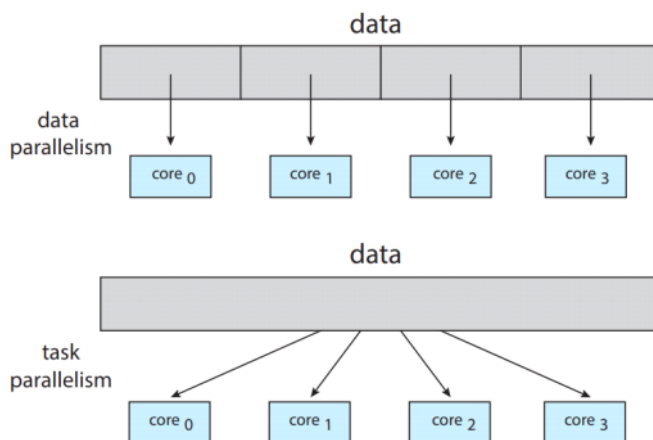 data
data
parallelism
core 0
core 1
core 2
core 3
data
task
parallelism
core 0
core 1
core 2
core 3